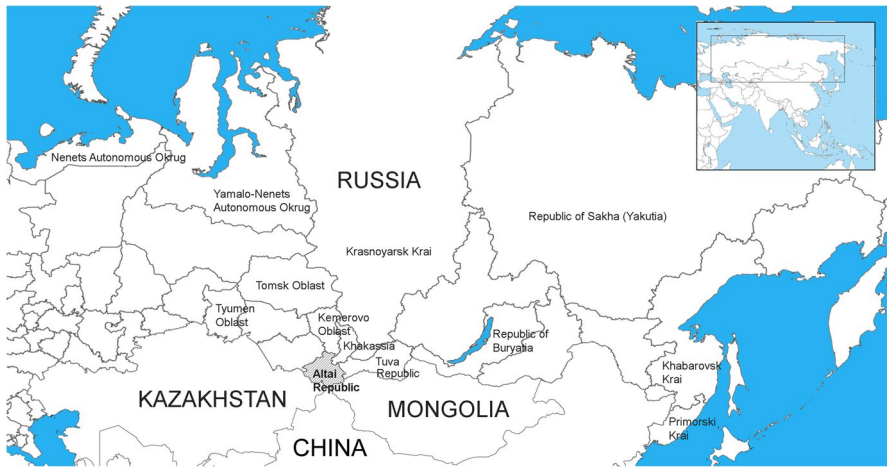 Nenets Autonomous Okrug
Yamalo-Nenets
Autonomous Okrug
RUSSIA
Republic of Sakha (Yakutia)
Krasnoyarsk Krai
Tomsk Oblast
Tyumen
Oblast
Kemerovo
Oblast
Khakassia
Republic of
Buryatia
Tuva
Republic
Altai
Republic
Khabarovsk
Krai
KAZAKHSTAN
MONGOLIA
Primorski
Krai
CHINA